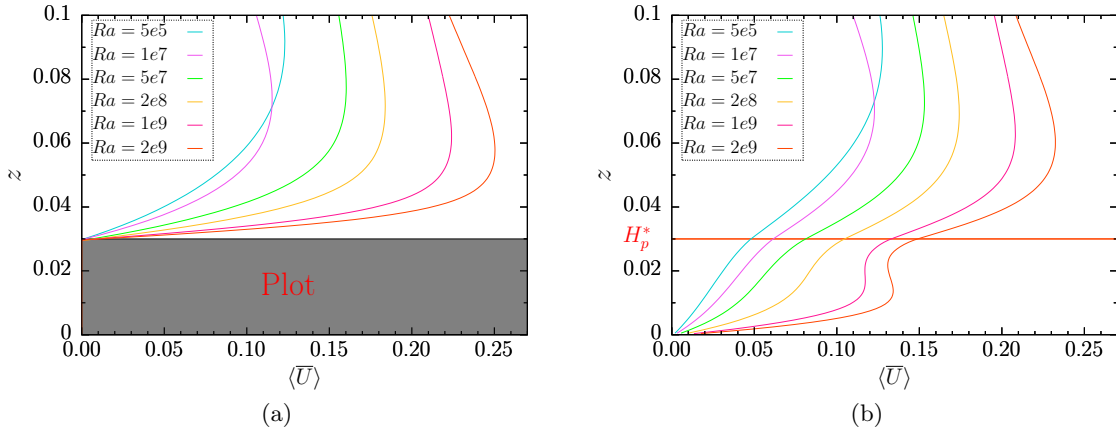 0.1
0.08
0.06
0.04
0.02
0
z
Ra = 5e5
Ra = 1e7
Ra = 5e7
Ra = 2e8
Ra = 1e9
Ra = 2e9
Plot
0.00 0.05 0.10 0.15 0.20 0.25
⟨U̅⟩
(a)
0.1
0.08
0.06
0.04
0.02
0
z
Ra = 5e5
Ra = 1e7
Ra = 5e7
Ra = 2e8
Ra = 1e9
Ra = 2e9
H_p^*
0.00 0.05 0.10 0.15 0.20 0.25
⟨U̅⟩
(b)